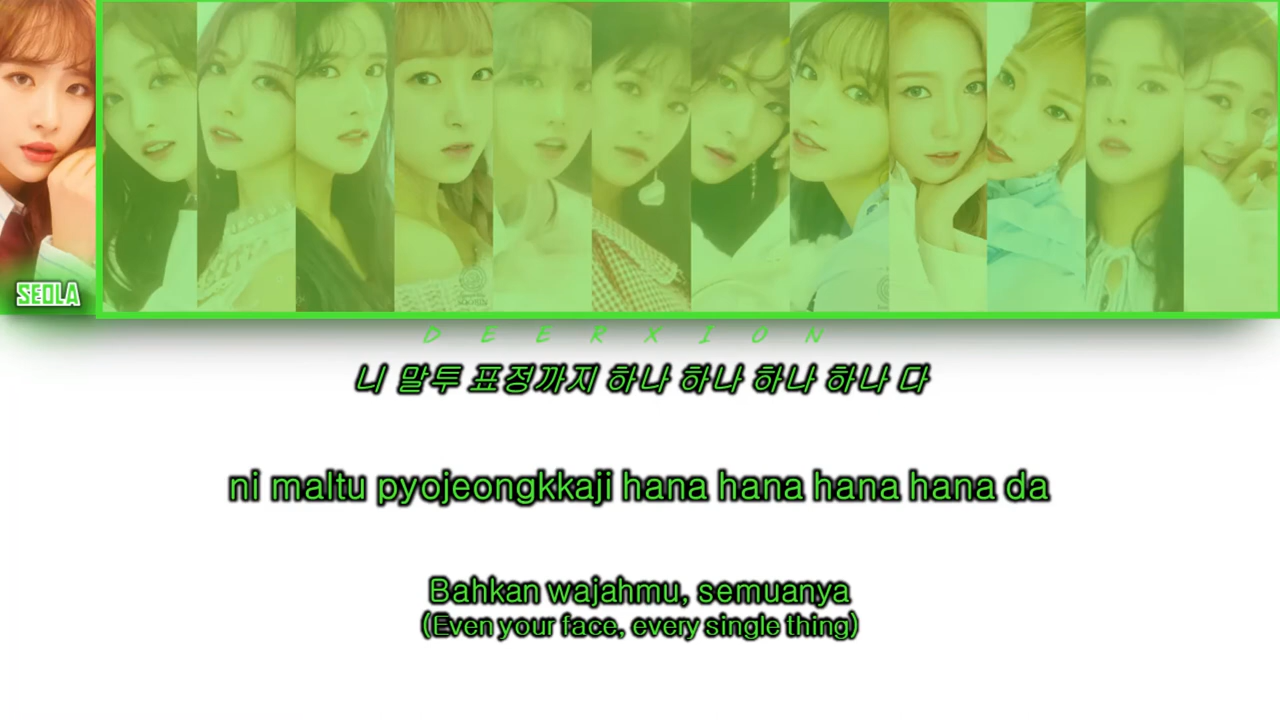 SEOLA
DEERXION
니 말투 표정까지 하나 하나 하나 하나 다
ni maltu pyojeongkkaji hana hana hana hana da
Bahkan wajahmu, semuanya
(Even your face, every single thing)